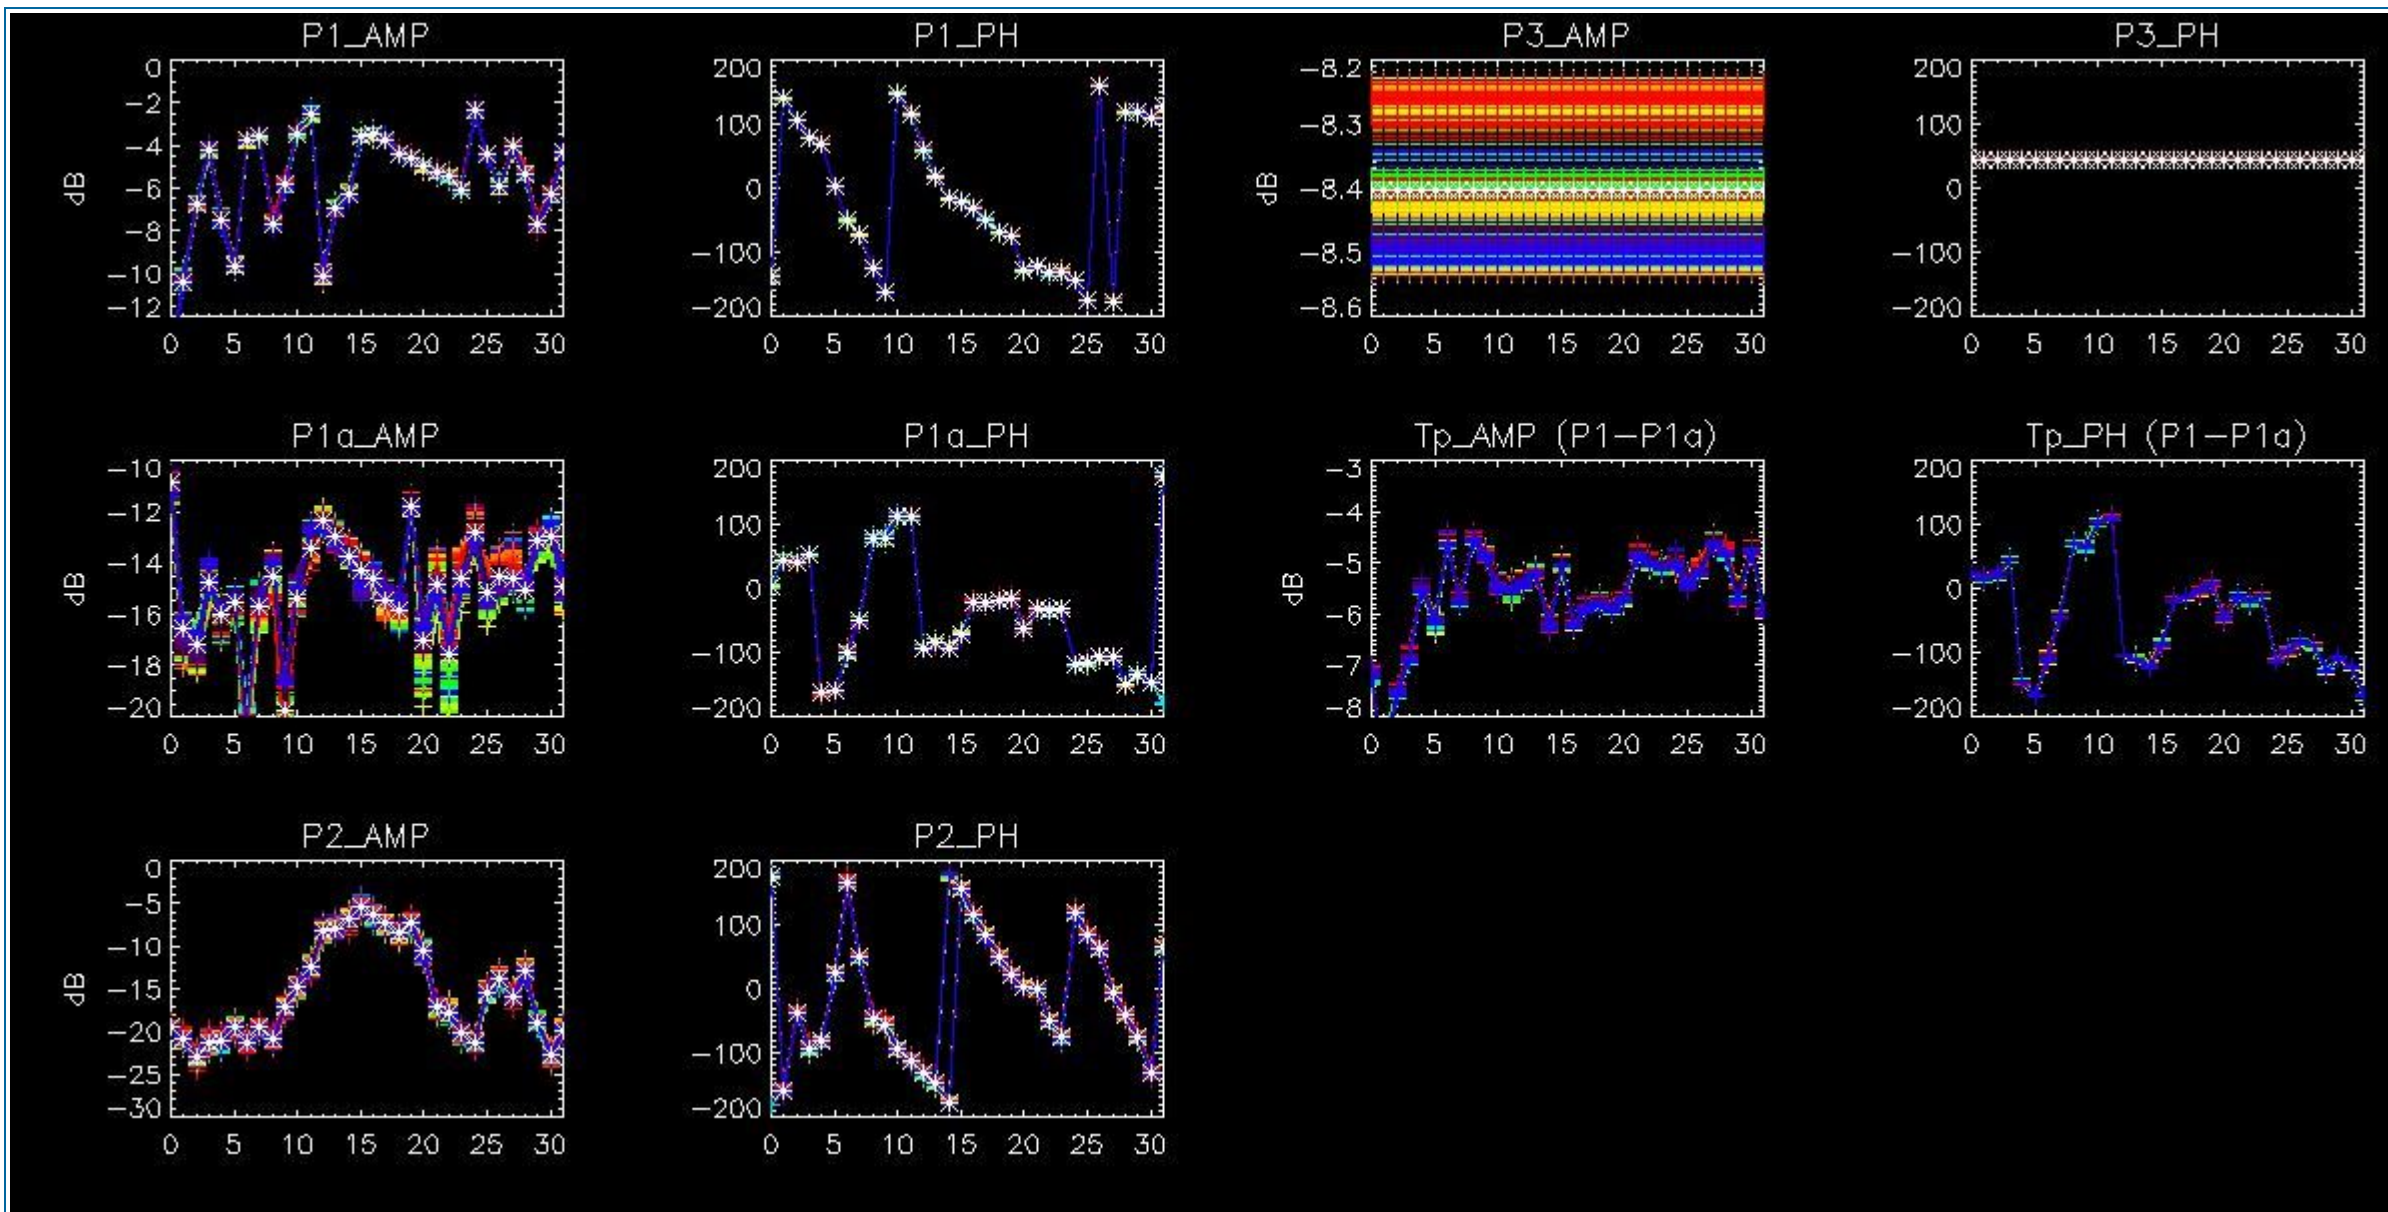 P1_AMP
0
−2
−4
−6
−8
−10
−12
dB
0 5 10 15 20 25 30
P1_PH
200
100
0
−100
−200
0 5 10 15 20 25 30
P3_AMP
−8.2
−8.3
−8.4
−8.5
−8.6
dB
0 5 10 15 20 25 30
P3_PH
200
100
0
−100
−200
0 5 10 15 20 25 30
P1a_AMP
−10
−12
−14
−16
−18
−20
dB
0 5 10 15 20 25 30
P1a_PH
200
100
0
−100
−200
0 5 10 15 20 25 30
Tp_AMP (P1−P1a)
−3
−4
−5
−6
−7
−8
dB
0 5 10 15 20 25 30
Tp_PH (P1−P1a)
200
100
0
−100
−200
0 5 10 15 20 25 30
P2_AMP
0
−5
−10
−15
−20
−25
−30
dB
0 5 10 15 20 25 30
P2_PH
200
100
0
−100
−200
0 5 10 15 20 25 30